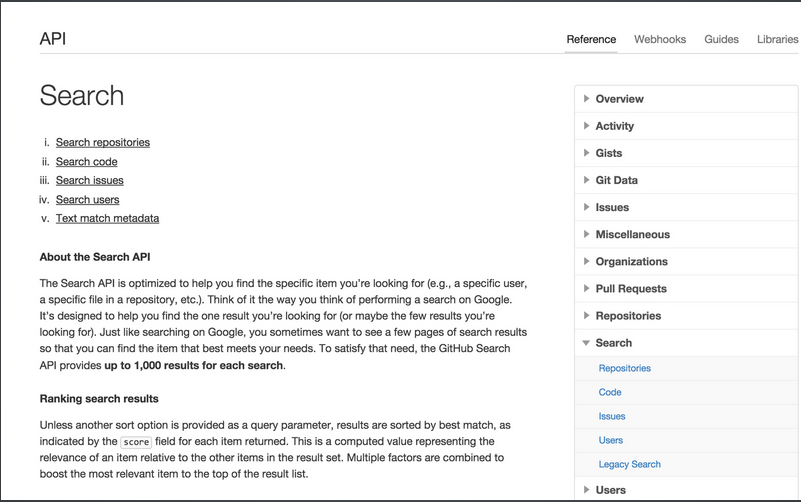 API
Reference Webhooks Guides Libraries
Search
i. Search repositories
ii. Search code
iii. Search issues
iv. Search users
v. Text match metadata
About the Search API
The Search API is optimized to help you find the specific item you're looking for (e.g., a specific user,
a specific file in a repository, etc.). Think of it the way you think of performing a search on Google.
It's designed to help you find the one result you're looking for (or maybe the few results you're
looking for). Just like searching on Google, you sometimes want to see a few pages of search results
so that you can find the item that best meets your needs. To satisfy that need, the GitHub Search
API provides up to 1,000 results for each search.
Ranking search results
Unless another sort option is provided as a query parameter, results are sorted by best match, as
indicated by the score field for each item returned. This is a computed value representing the
relevance of an item relative to the other items in the result set. Multiple factors are combined to
boost the most relevant item to the top of the result list.
Overview
Activity
Gists
Git Data
Issues
Miscellaneous
Organizations
Pull Requests
Repositories
Search
Repositories
Code
Issues
Users
Legacy Search
Users